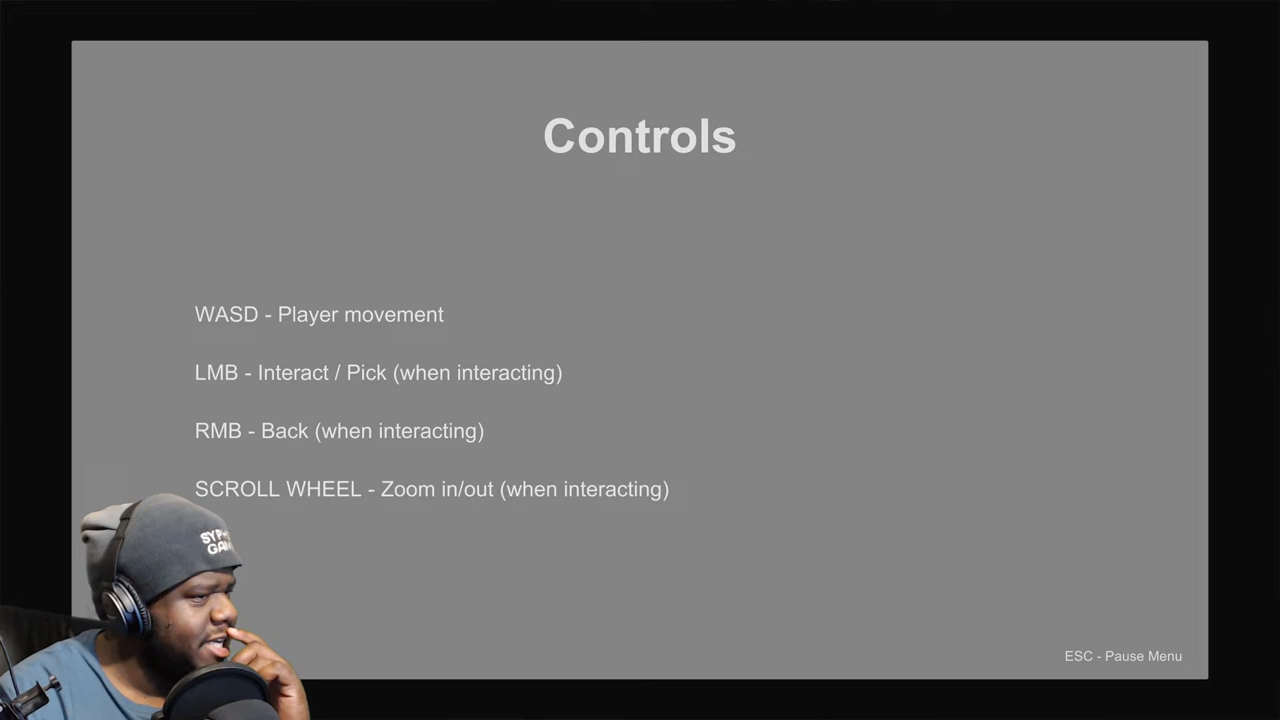 Controls
WASD - Player movement
LMB - Interact / Pick (when interacting)
RMB - Back (when interacting)
SCROLL WHEEL - Zoom in/out (when interacting)
ESC - Pause Menu